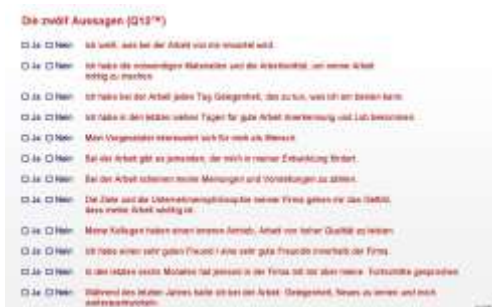 Die zwölf Aussagen (Q12™)
☐ Ja ☐ Nein Ich weiß, was bei der Arbeit von mir erwartet wird.
☐ Ja ☐ Nein Ich habe die notwendigen Materialien und die Arbeitsmittel, um meine Arbeit
richtig zu machen.
☐ Ja ☐ Nein Ich habe bei der Arbeit jeden Tag Gelegenheit, das zu tun, was ich am besten kann.
☐ Ja ☐ Nein Ich habe in den letzten sieben Tagen für gute Arbeit Anerkennung und Lob bekommen.
☐ Ja ☐ Nein Mein Vorgesetzter interessiert sich für mich als Mensch.
☐ Ja ☐ Nein Bei der Arbeit gibt es jemanden, der mich in meiner Entwicklung fördert.
☐ Ja ☐ Nein Bei der Arbeit scheinen meine Meinungen und Vorstellungen zu zählen.
☐ Ja ☐ Nein Die Ziele und die Unternehmensphilosophie meiner Firma geben mir das Gefühl,
dass meine Arbeit wichtig ist.
☐ Ja ☐ Nein Meine Kollegen haben einen inneren Antrieb, Arbeit von hoher Qualität zu leisten.
☐ Ja ☐ Nein Ich habe einen sehr guten Freund / eine sehr gute Freundin innerhalb der Firma.
☐ Ja ☐ Nein In den letzten sechs Monaten hat jemand in der Firma mit mir über meine Fortschritte gesprochen.
☐ Ja ☐ Nein Während des letzten Jahres hatte ich bei der Arbeit Gelegenheit, Neues zu lernen und mich
weiterzuentwickeln.